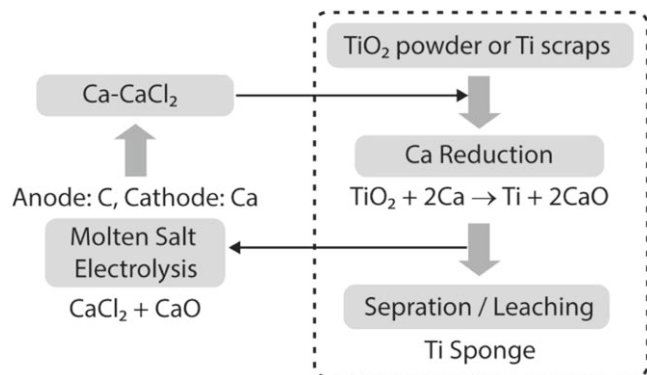 TiO₂ powder or Ti scraps
Ca-CaCl₂
Ca Reduction
TiO₂ + 2Ca → Ti + 2CaO
Anode: C, Cathode: Ca
Molten Salt
Electrolysis
CaCl₂ + CaO
Sepration / Leaching
Ti Sponge